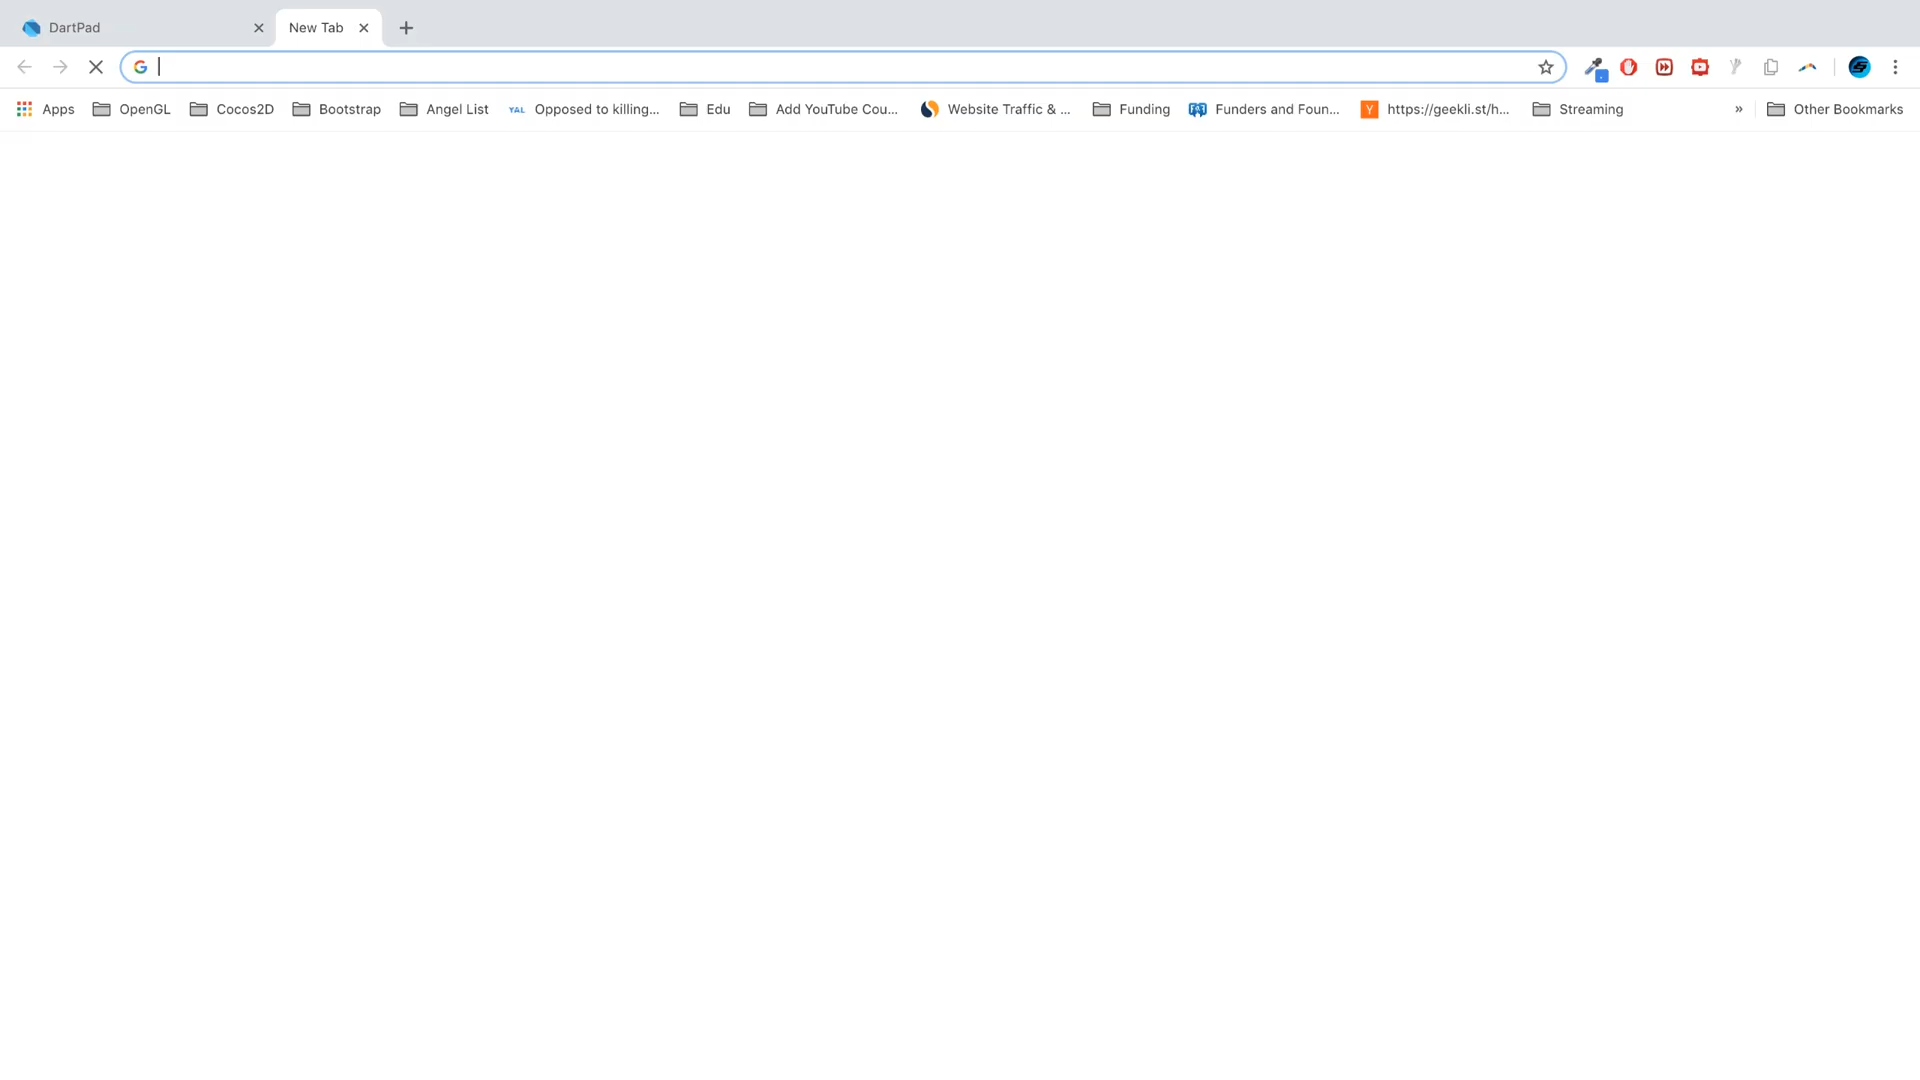 DartPad
New Tab
Apps OpenGL Cocos2D Bootstrap Angel List YAL Opposed to killing... Edu Add YouTube Cou... Website Traffic & ... Funding Funders and Foun... Y https://geekli.st/h... Streaming » Other Bookmarks